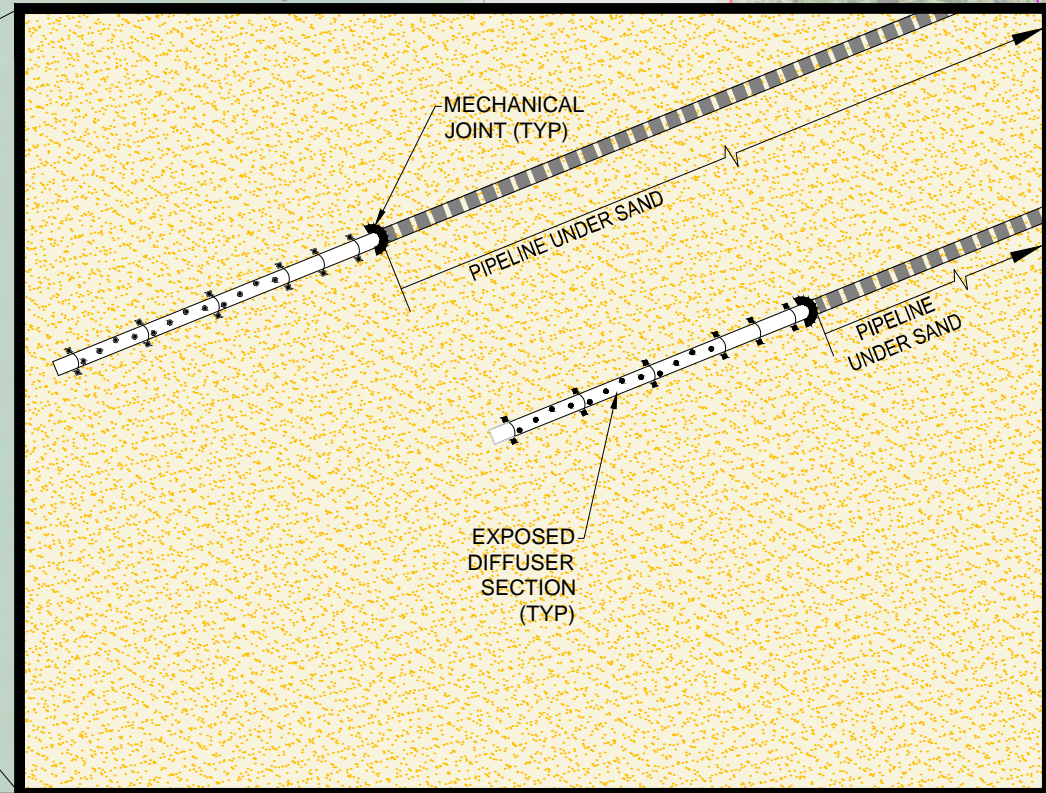 MECHANICAL
JOINT (TYP)
PIPELINE UNDER SAND
PIPELINE
UNDER SAND
EXPOSED
DIFFUSER
SECTION
(TYP)